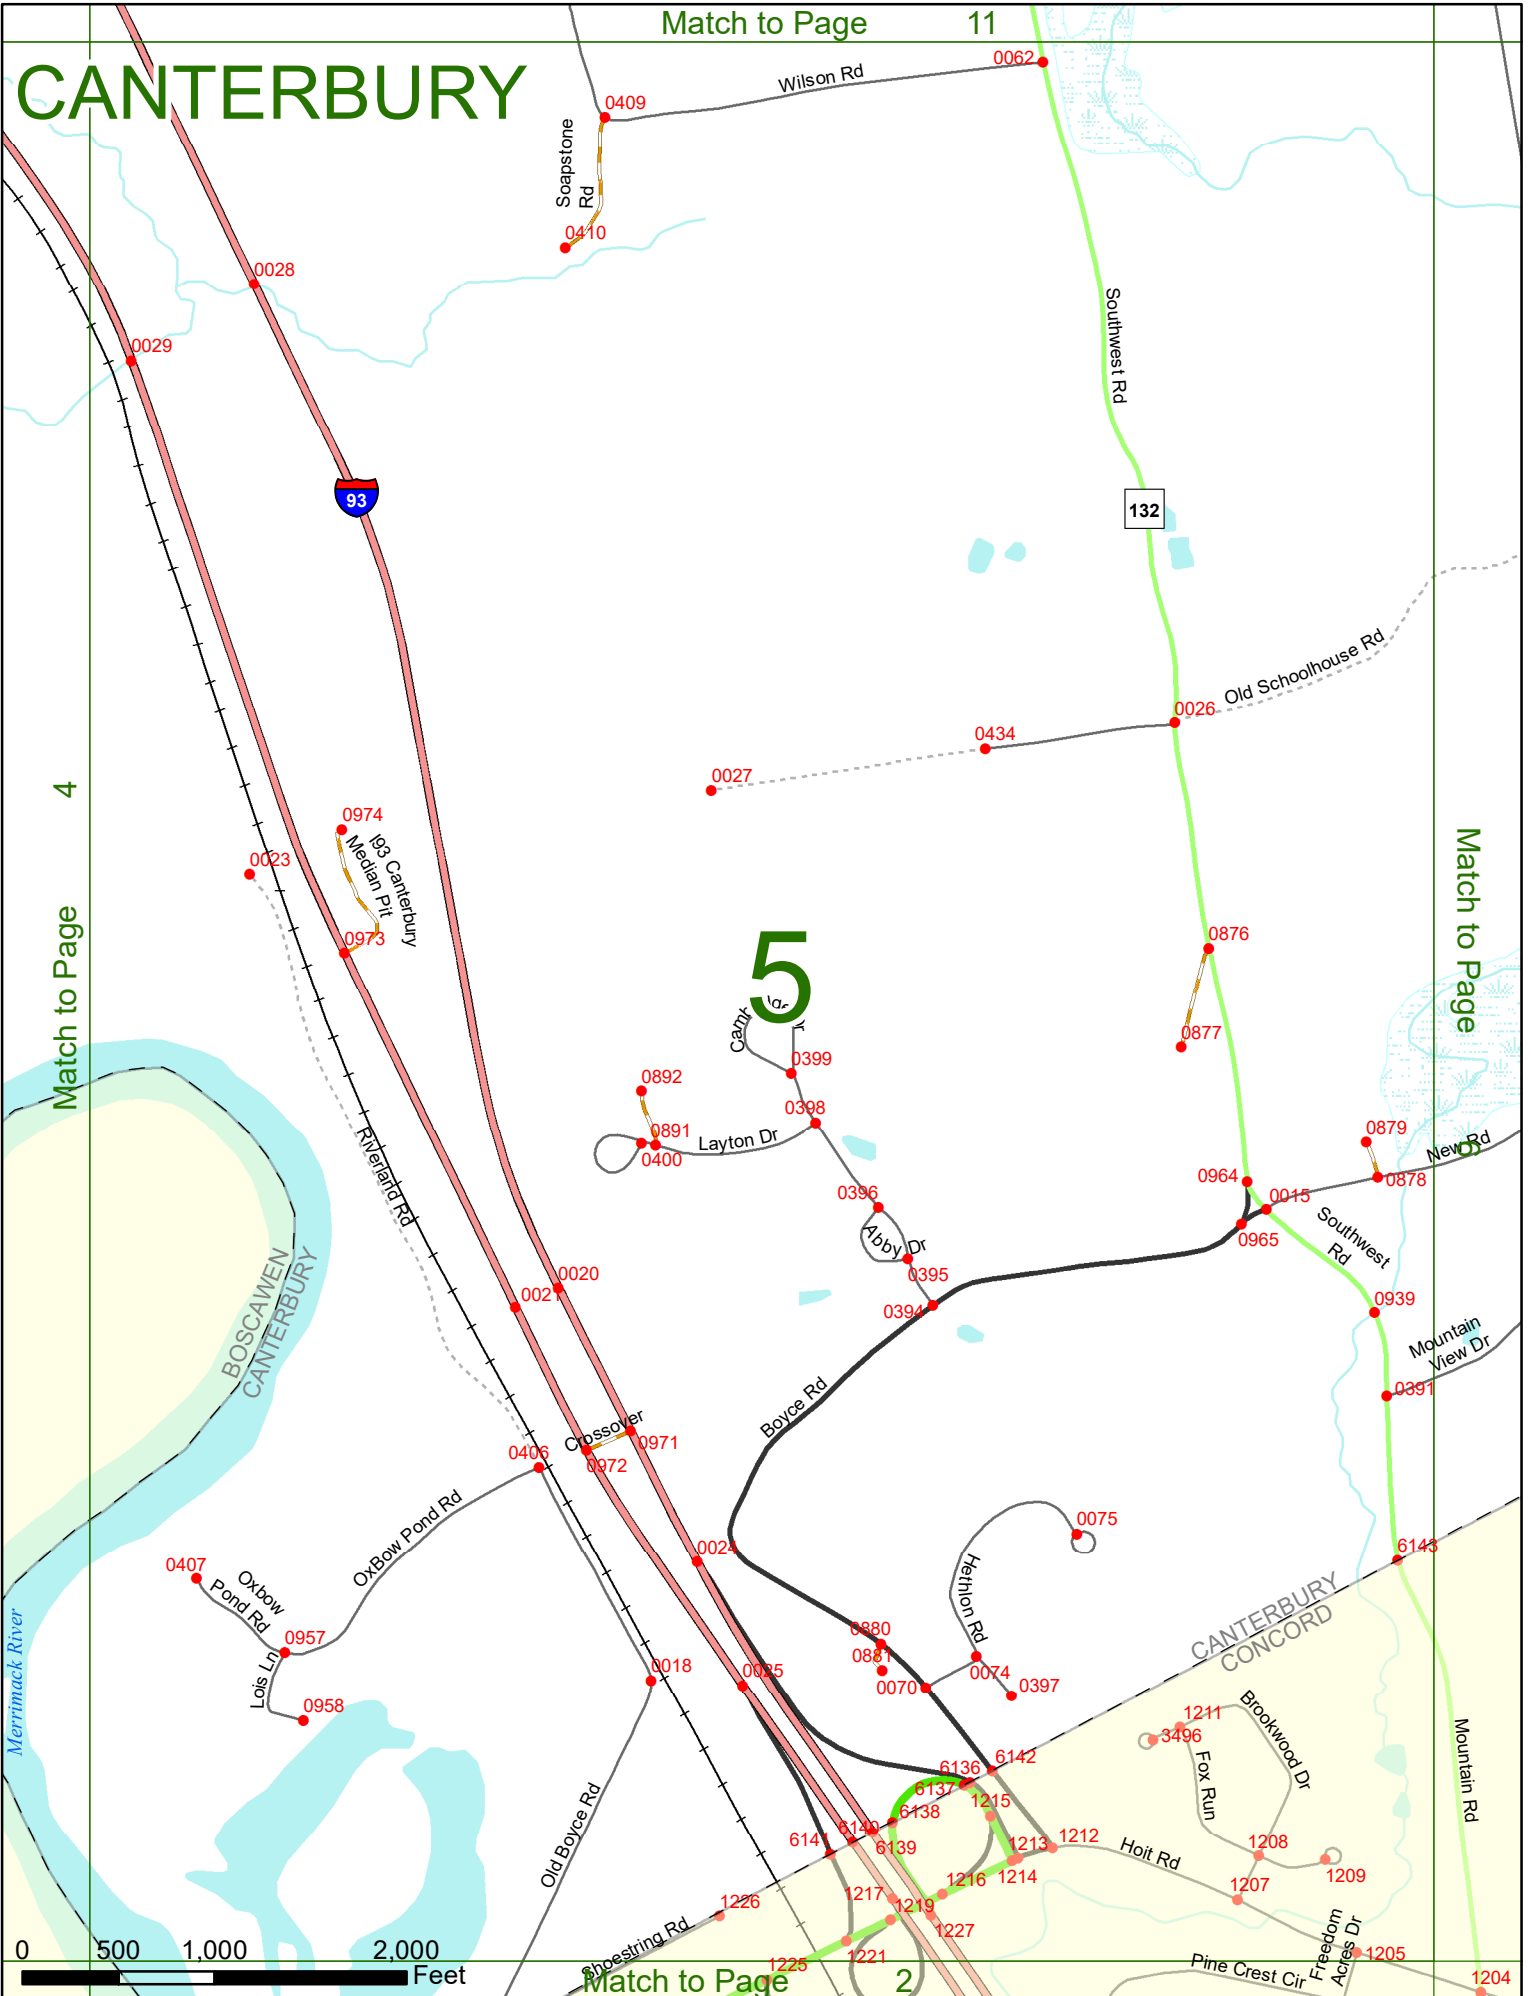 Match to Page 11
CANTERBURY
0062
Wilson Rd
0409
Soapstone
Rd
0410
0028
0029
Southwest Rd
93
132
Old Schoolhouse Rd
0026
0434
0027
4
Match to Page
0974
I93 Canterbury
Median Pit
0023
0973
5
Match to Page
6
0876
0877
0399
0398
0892
0891
0400
Layton Dr
0879
New Rd
0878
0964
0015
0965
Southwest
Rd
0396
Abby Dr
0395
0394
Riverland Rd
BOSCAWEN
CANTERBURY
0020
0021
0939
Mountain
View Dr
0391
Boyce Rd
Crossover
0971
0972
0406
OxBow Pond Rd
0407
Oxbow
Pond Rd
0957
Lois Ln
0958
Merrimack River
0024
0075
Hethlon Rd
6143
CANTERBURY
CONCORD
0880
0881
0070
0074
0397
0018
0025
1211
3496
Brookwood Dr
Fox Run
Mountain Rd
6142
6136
6137
1215
6138
6140
6139
6141
1213
1212
1214
Hoit Rd
1208
1209
1207
Old Boyce Rd
1216
1217
1219
1227
1226
1221
Shoestring Rd
1225
Freedom
Acres Dr
1205
Pine Crest Cir
1204
0 500 1,000 2,000
Feet
Match to Page 2